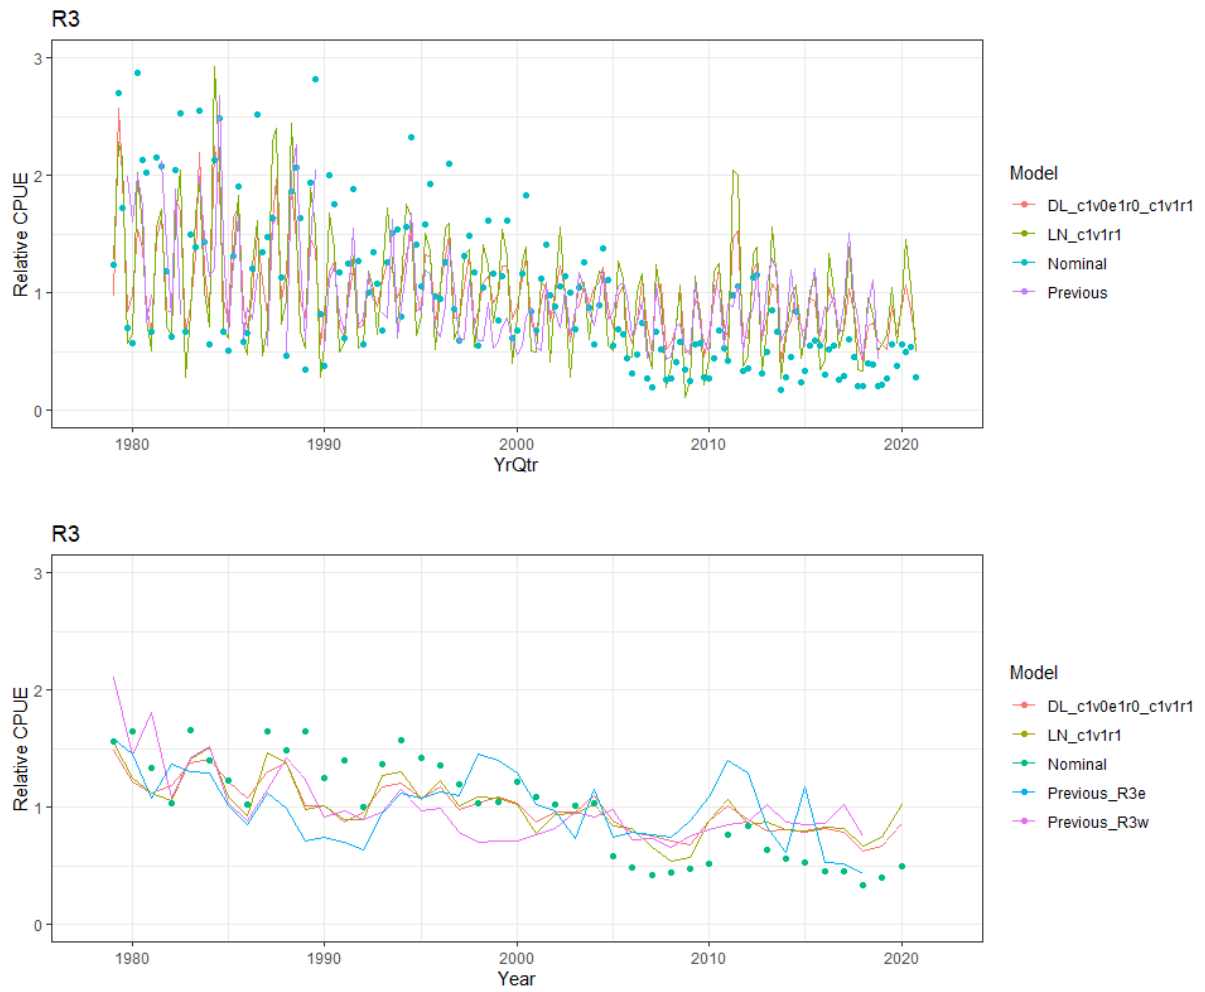 R3
3
2
1
0
Relative CPUE
1980 1990 2000 2010 2020
YrQtr
Model
DL_c1v0e1r0_c1v1r1
LN_c1v1r1
Nominal
Previous
R3
3
2
1
0
Relative CPUE
1980 1990 2000 2010 2020
Year
Model
DL_c1v0e1r0_c1v1r1
LN_c1v1r1
Nominal
Previous_R3e
Previous_R3w